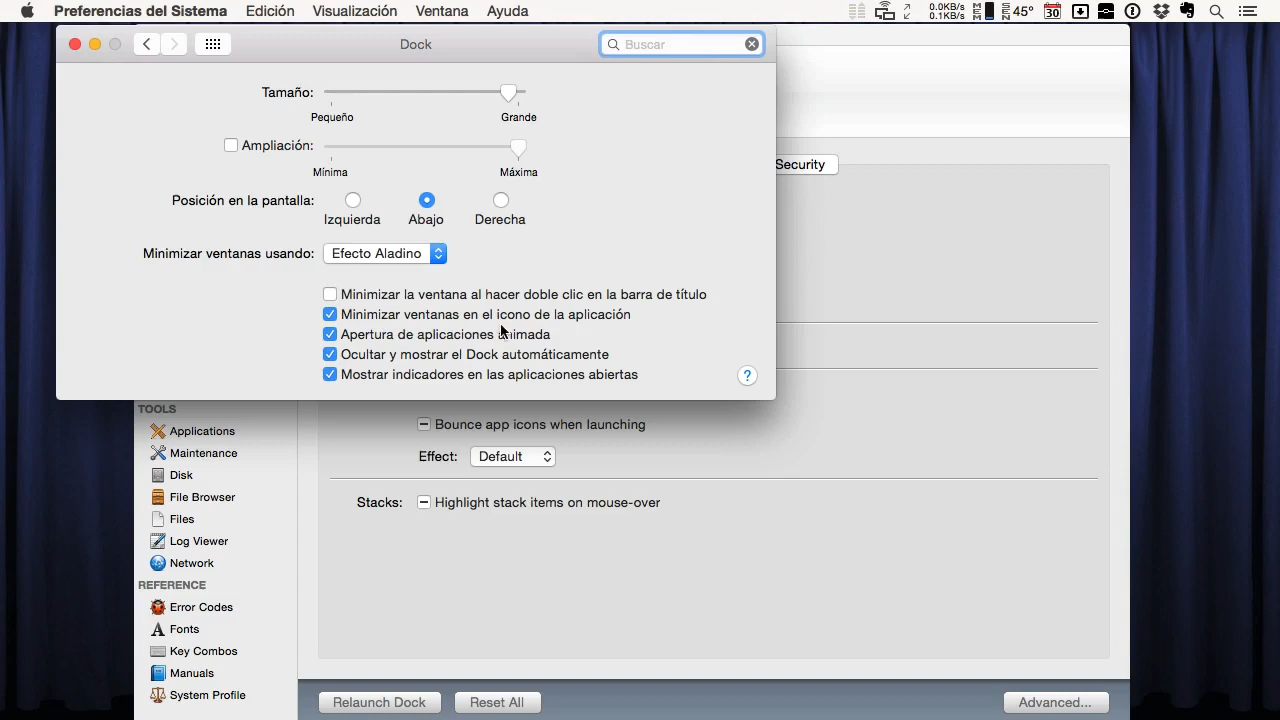 Preferencias del Sistema Edición Visualización Ventana Ayuda 0.0KB/s 0.1KB/s MEM SEN 45° 30
Dock Buscar
Tamaño:
Pequeño Grande
Ampliación:
Mínima Máxima
Security
Posición en la pantalla:
Izquierda Abajo Derecha
Minimizar ventanas usando: Efecto Aladino
Minimizar la ventana al hacer doble clic en la barra de título
Minimizar ventanas en el icono de la aplicación
Apertura de aplicaciones animada
Ocultar y mostrar el Dock automáticamente
Mostrar indicadores en las aplicaciones abiertas ?
TOOLS
Applications
Maintenance
Disk
File Browser
Files
Log Viewer
Network
REFERENCE
Error Codes
Fonts
Key Combos
Manuals
System Profile
Bounce app icons when launching
Effect: Default
Stacks: Highlight stack items on mouse-over
Relaunch Dock Reset All Advanced...